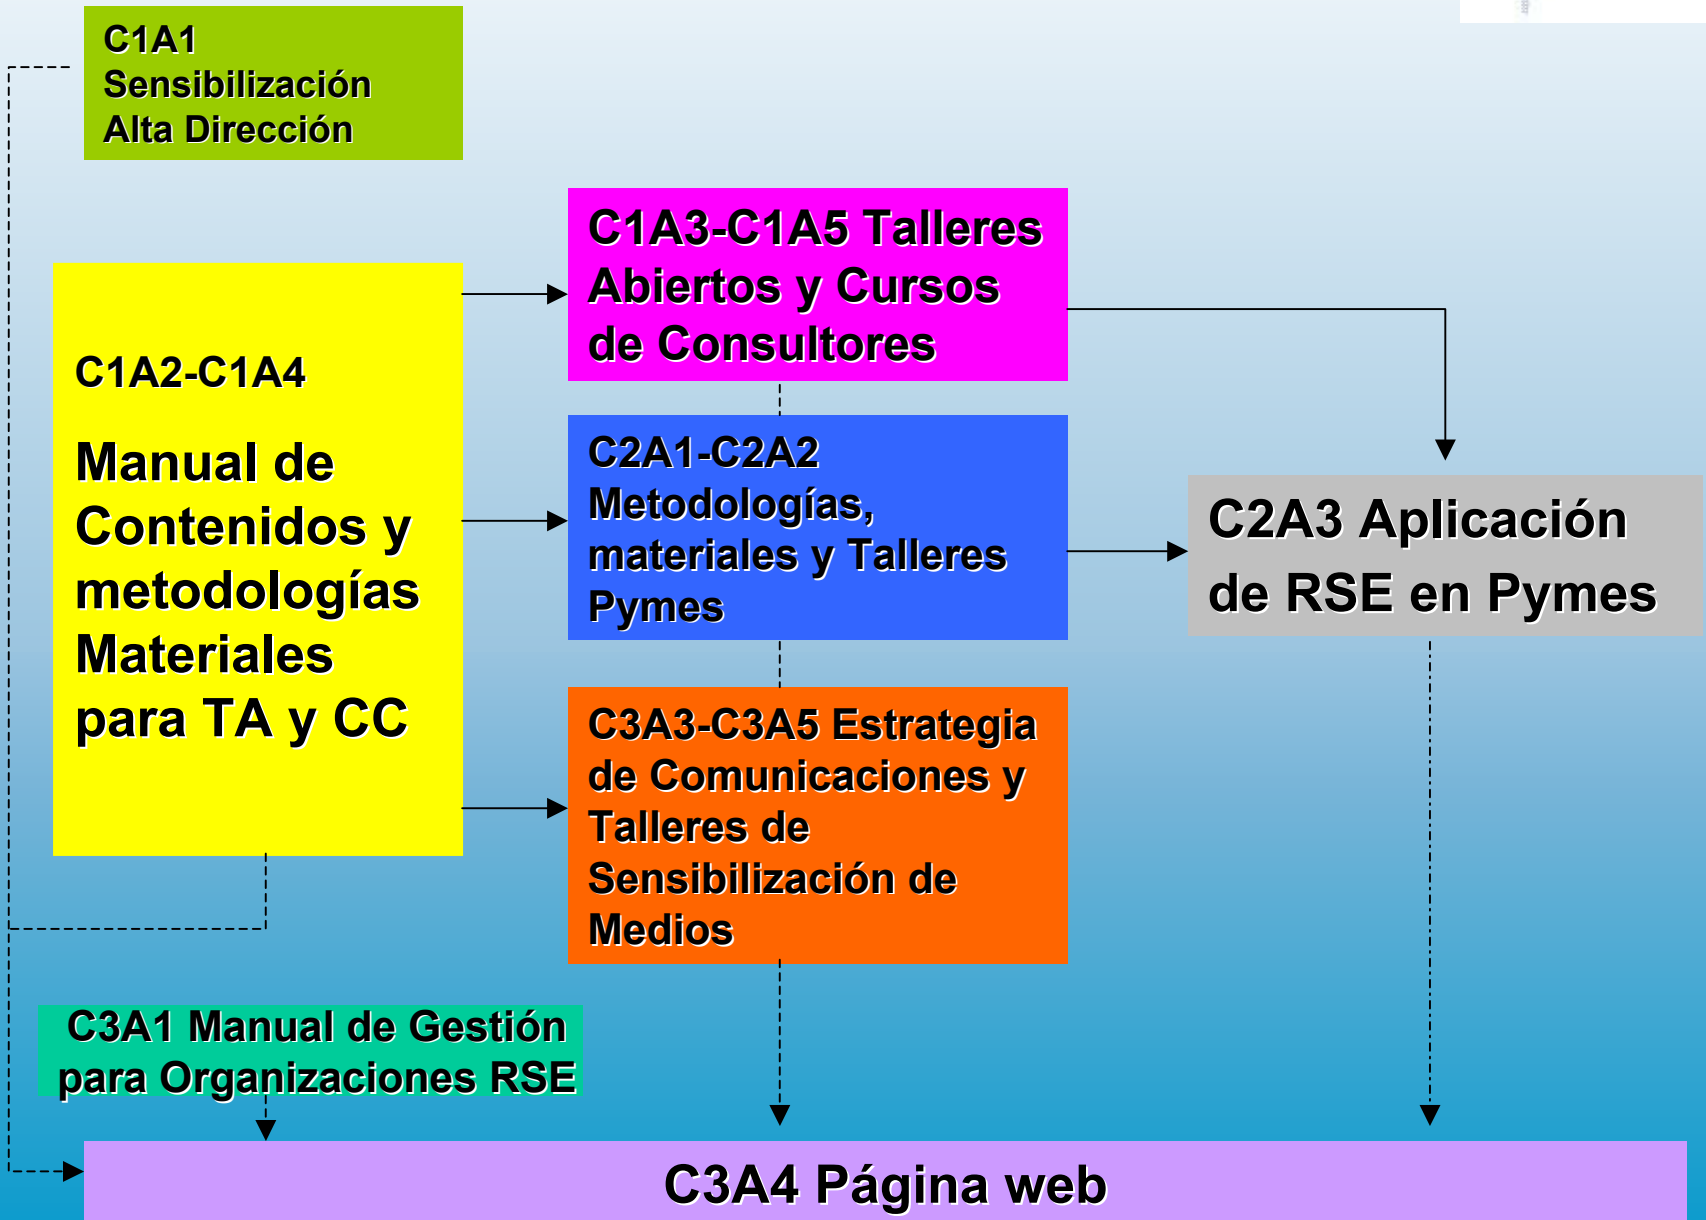 C1A1
Sensibilización
Alta Dirección
C1A2-C1A4
Manual de
Contenidos y
metodologías
Materiales
para TA y CC
C1A3-C1A5 Talleres
Abiertos y Cursos
de Consultores
C2A1-C2A2
Metodologías,
materiales y Talleres
Pymes
C3A3-C3A5 Estrategia
de Comunicaciones y
Talleres de
Sensibilización de
Medios
C2A3 Aplicación
de RSE en Pymes
C3A1 Manual de Gestión
para Organizaciones RSE
C3A4 Página web